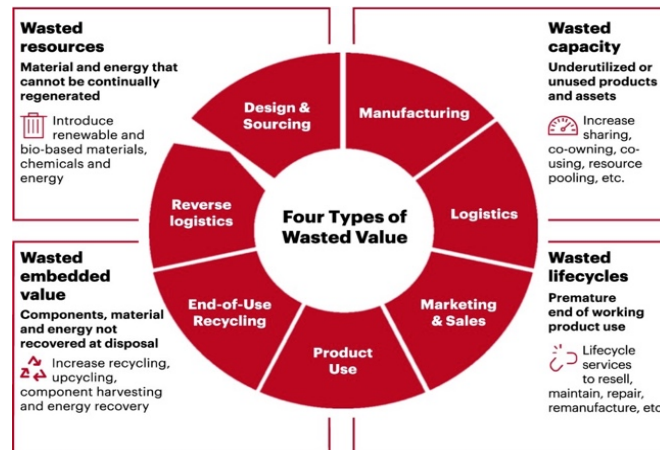 Wasted
resources
Material and energy that
cannot be continually
regenerated
Introduce
renewable and
bio-based materials,
chemicals and
energy
Wasted
capacity
Underutilized or
unused products
and assets
Increase
sharing,
co-owning, co-
using, resource
pooling, etc.
Design &
Sourcing
Manufacturing
Logistics
Marketing
& Sales
Product
Use
End-of-Use
Recycling
Reverse
logistics
Four Types of
Wasted Value
Wasted
embedded
value
Components, material
and energy not
recovered at disposal
Increase recycling,
upcycling,
component harvesting
and energy recovery
Wasted
lifecycles
Premature
end of working
product use
Lifecycle
services
to resell,
maintain, repair,
remanufacture, etc